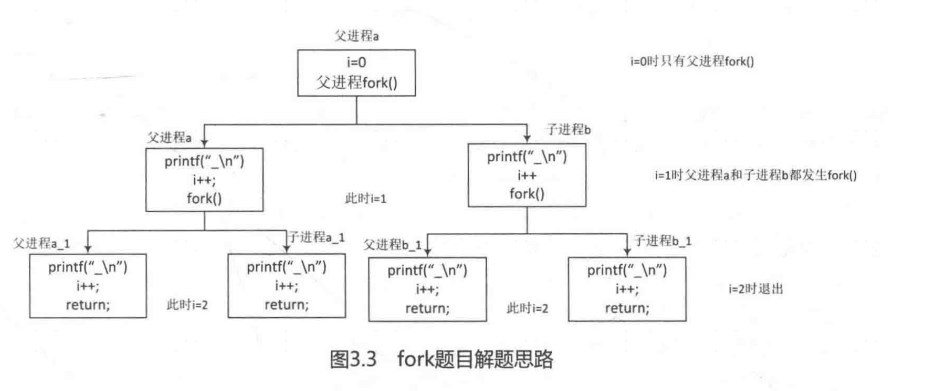 父进程a
i=0
父进程fork()
i=0时只有父进程fork()
父进程a
子进程b
printf("_\n")
i++;
fork()
printf("_\n")
i++
fork()
此时i=1
i=1时父进程a和子进程b都发生fork()
父进程a_1
子进程a_1
父进程b_1
子进程b_1
printf("_\n")
i++;
return;
此时i=2
printf("_\n")
i++;
return;
printf("_\n")
i++;
return;
此时i=2
printf("_\n")
i++;
return;
i=2时退出
图3.3 fork题目解题思路